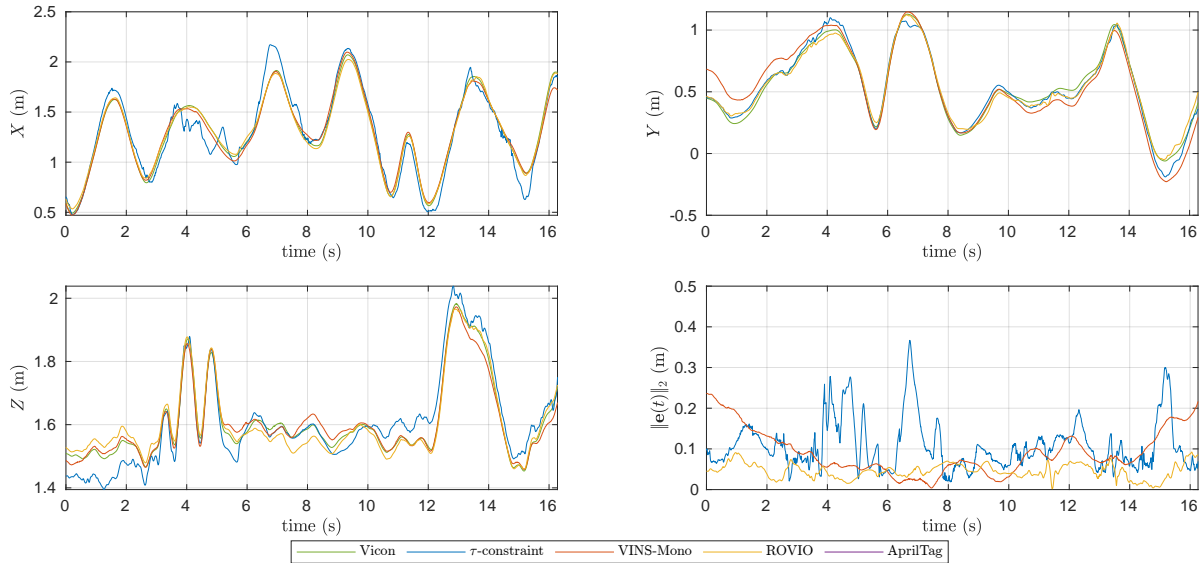 2.5
2
1.5
1
0.5
X (m)
0 2 4 6 8 10 12 14 16
time (s)
1
0.5
0
-0.5
Y (m)
0 2 4 6 8 10 12 14 16
time (s)
2
1.8
1.6
1.4
Z (m)
0 2 4 6 8 10 12 14 16
time (s)
0.5
0.4
0.3
0.2
0.1
0
‖e(t)‖₂ (m)
0 2 4 6 8 10 12 14 16
time (s)
Vicon τ-constraint VINS-Mono ROVIO AprilTag